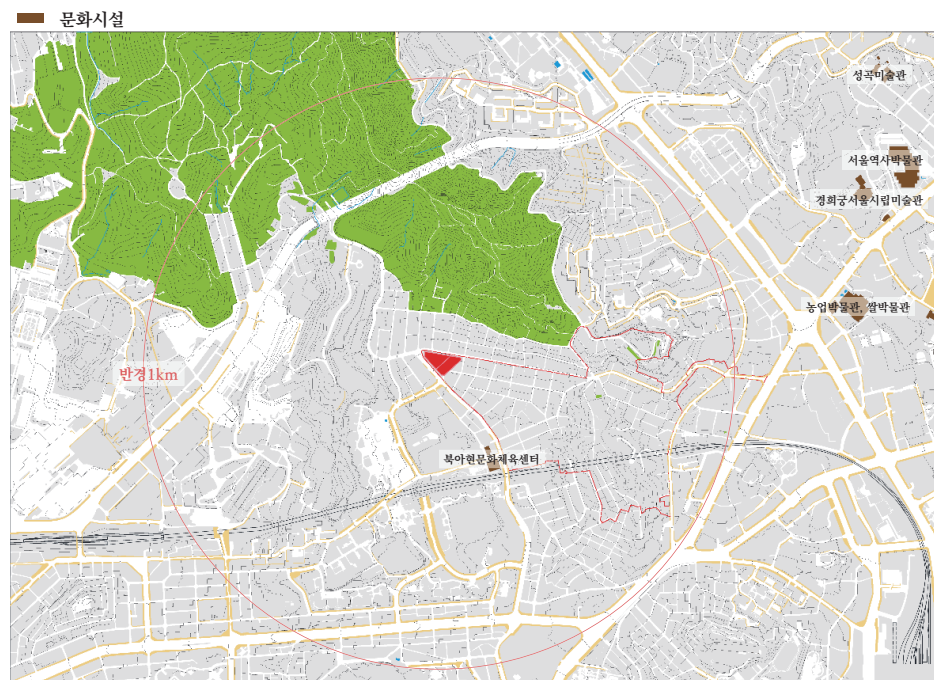 문화시설
성곡미술관
서울역사박물관
경희궁서울시립미술관
농업박물관, 쌀박물관
반경1km
북아현문화체육센터